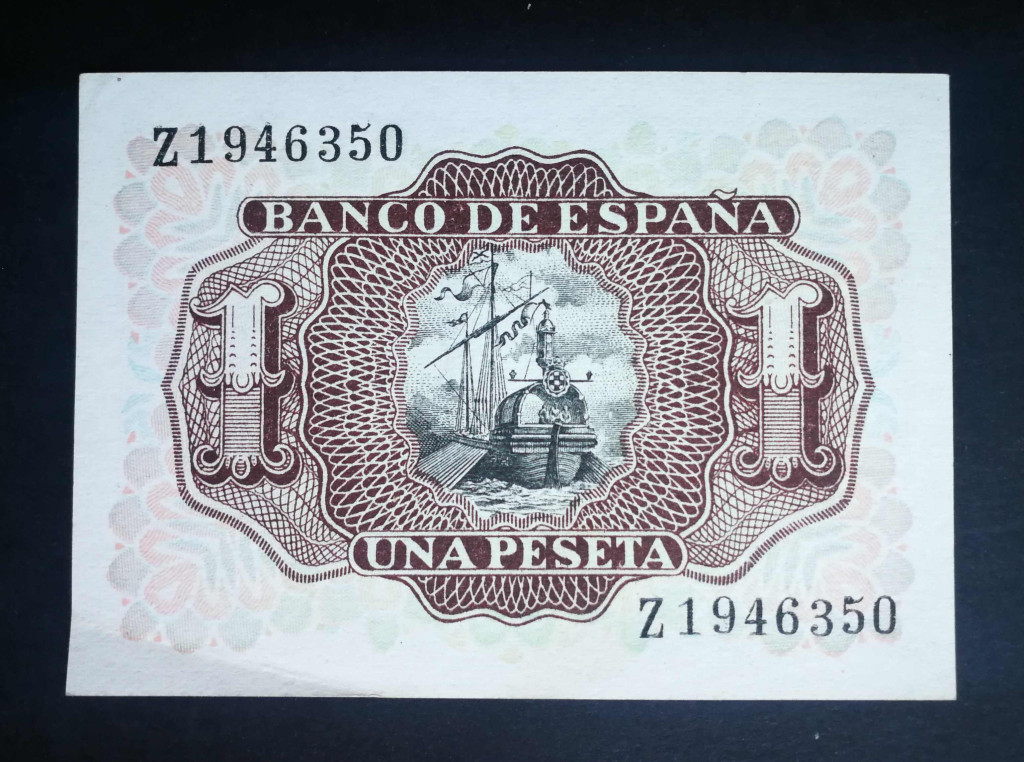 Z1946350
BANCO DE ESPAÑA
1 1
UNA PESETA
Z1946350